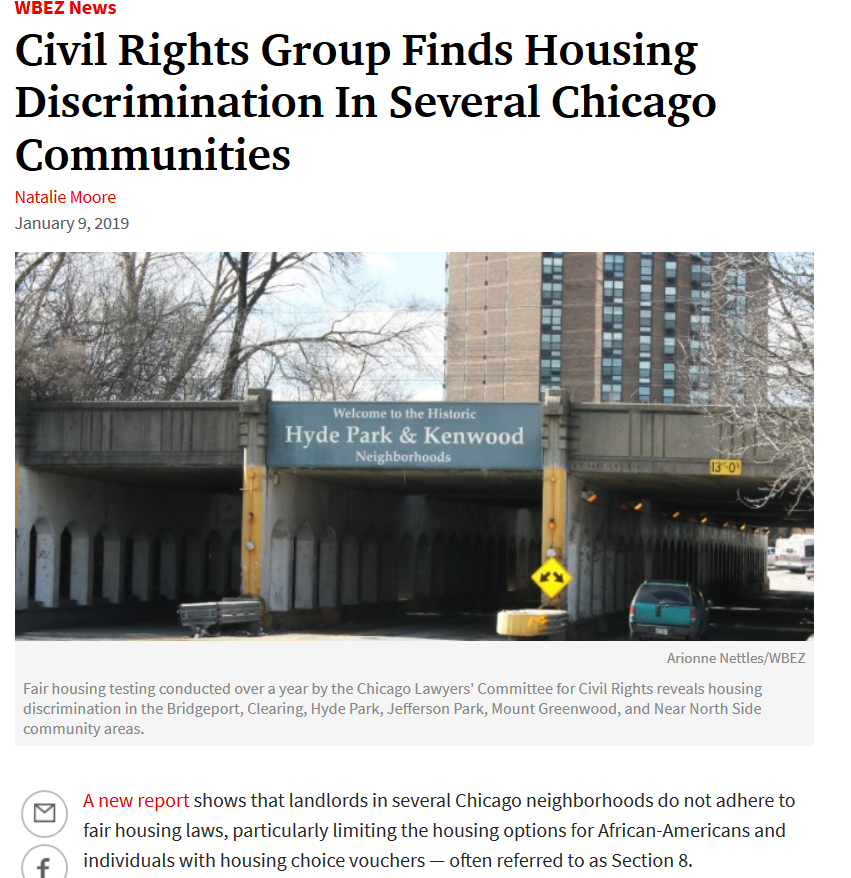 WBEZ News
Civil Rights Group Finds Housing
Discrimination In Several Chicago
Communities
Natalie Moore
January 9, 2019
Welcome to the Historic
Hyde Park & Kenwood
Neighborhoods
13'-0"
Arionne Nettles/WBEZ
Fair housing testing conducted over a year by the Chicago Lawyers' Committee for Civil Rights reveals housing
discrimination in the Bridgeport, Clearing, Hyde Park, Jefferson Park, Mount Greenwood, and Near North Side
community areas.
A new report shows that landlords in several Chicago neighborhoods do not adhere to
fair housing laws, particularly limiting the housing options for African-Americans and
individuals with housing choice vouchers — often referred to as Section 8.